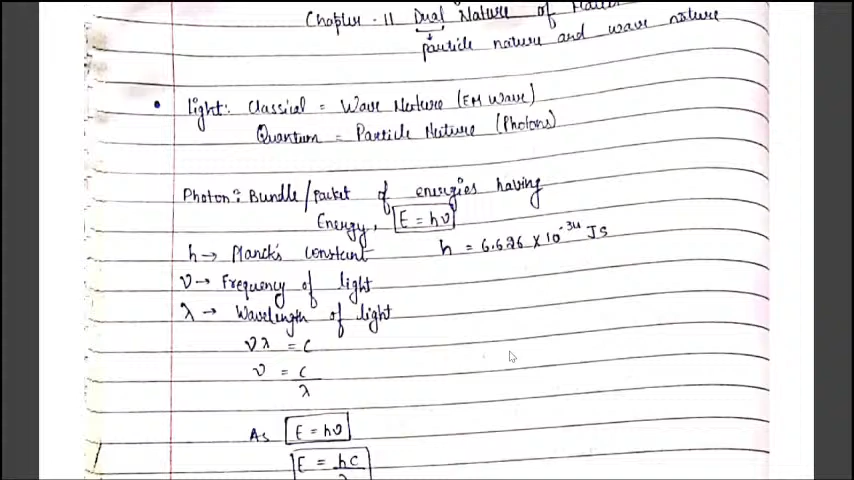 Chapter - 11 Dual Nature of
particle nature and wave nature
• light: Classical = Wave Nature (EM Wave)
Quantum = Particle Nature (Photons)
Photon: Bundle/packet of energies having
Energy, E = hν
h → Planck's constant h = 6.626 × 10⁻³⁴ JS
ν → Frequency of light
λ → Wavelength of light
νλ = c
ν = c/λ
As E = hν
E = hc/λ